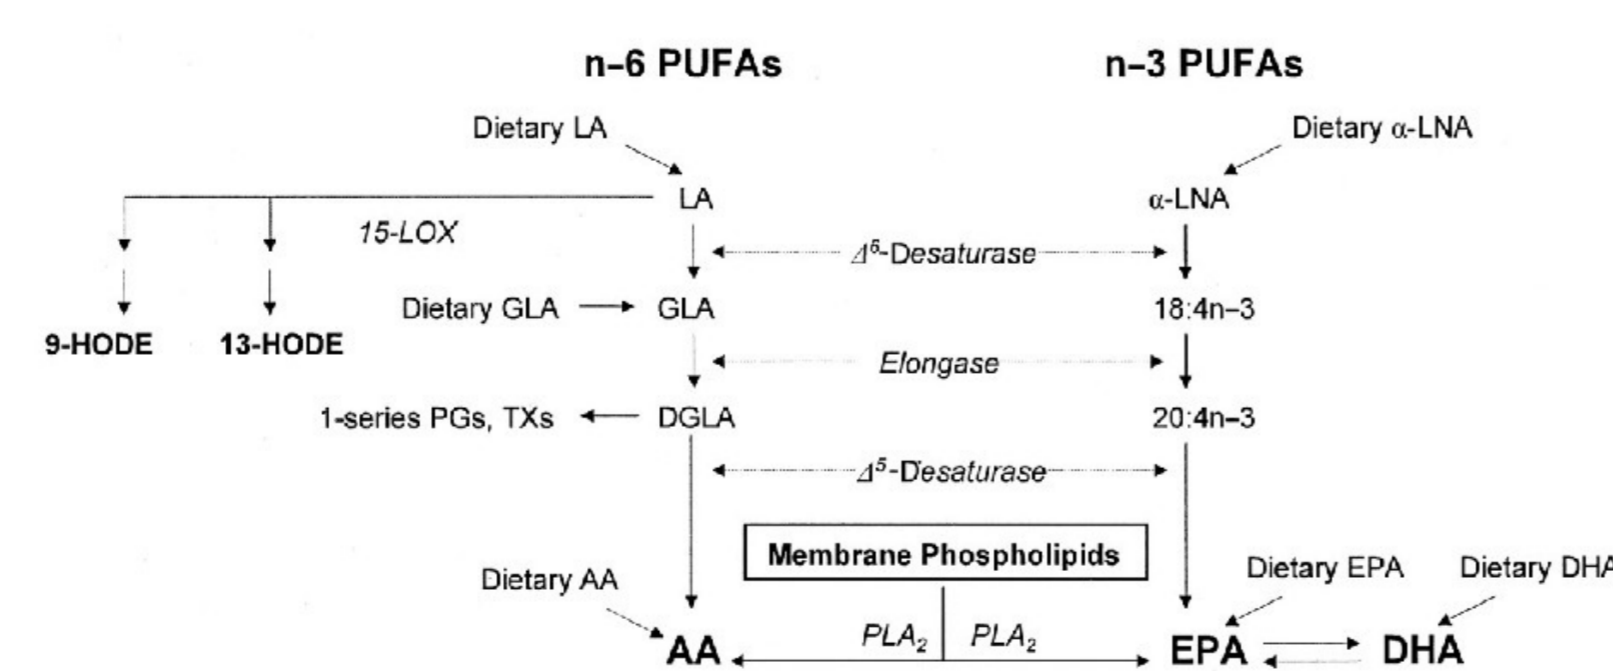 n–6 PUFAs
n–3 PUFAs
Dietary LA
Dietary α-LNA
LA
α-LNA
15-LOX
Δ⁶-Desaturase
Dietary GLA
GLA
18:4n–3
9-HODE
13-HODE
Elongase
1-series PGs, TXs
DGLA
20:4n–3
Δ⁵-Desaturase
Membrane Phospholipids
Dietary AA
Dietary EPA
Dietary DHA
PLA₂
PLA₂
AA
EPA
DHA